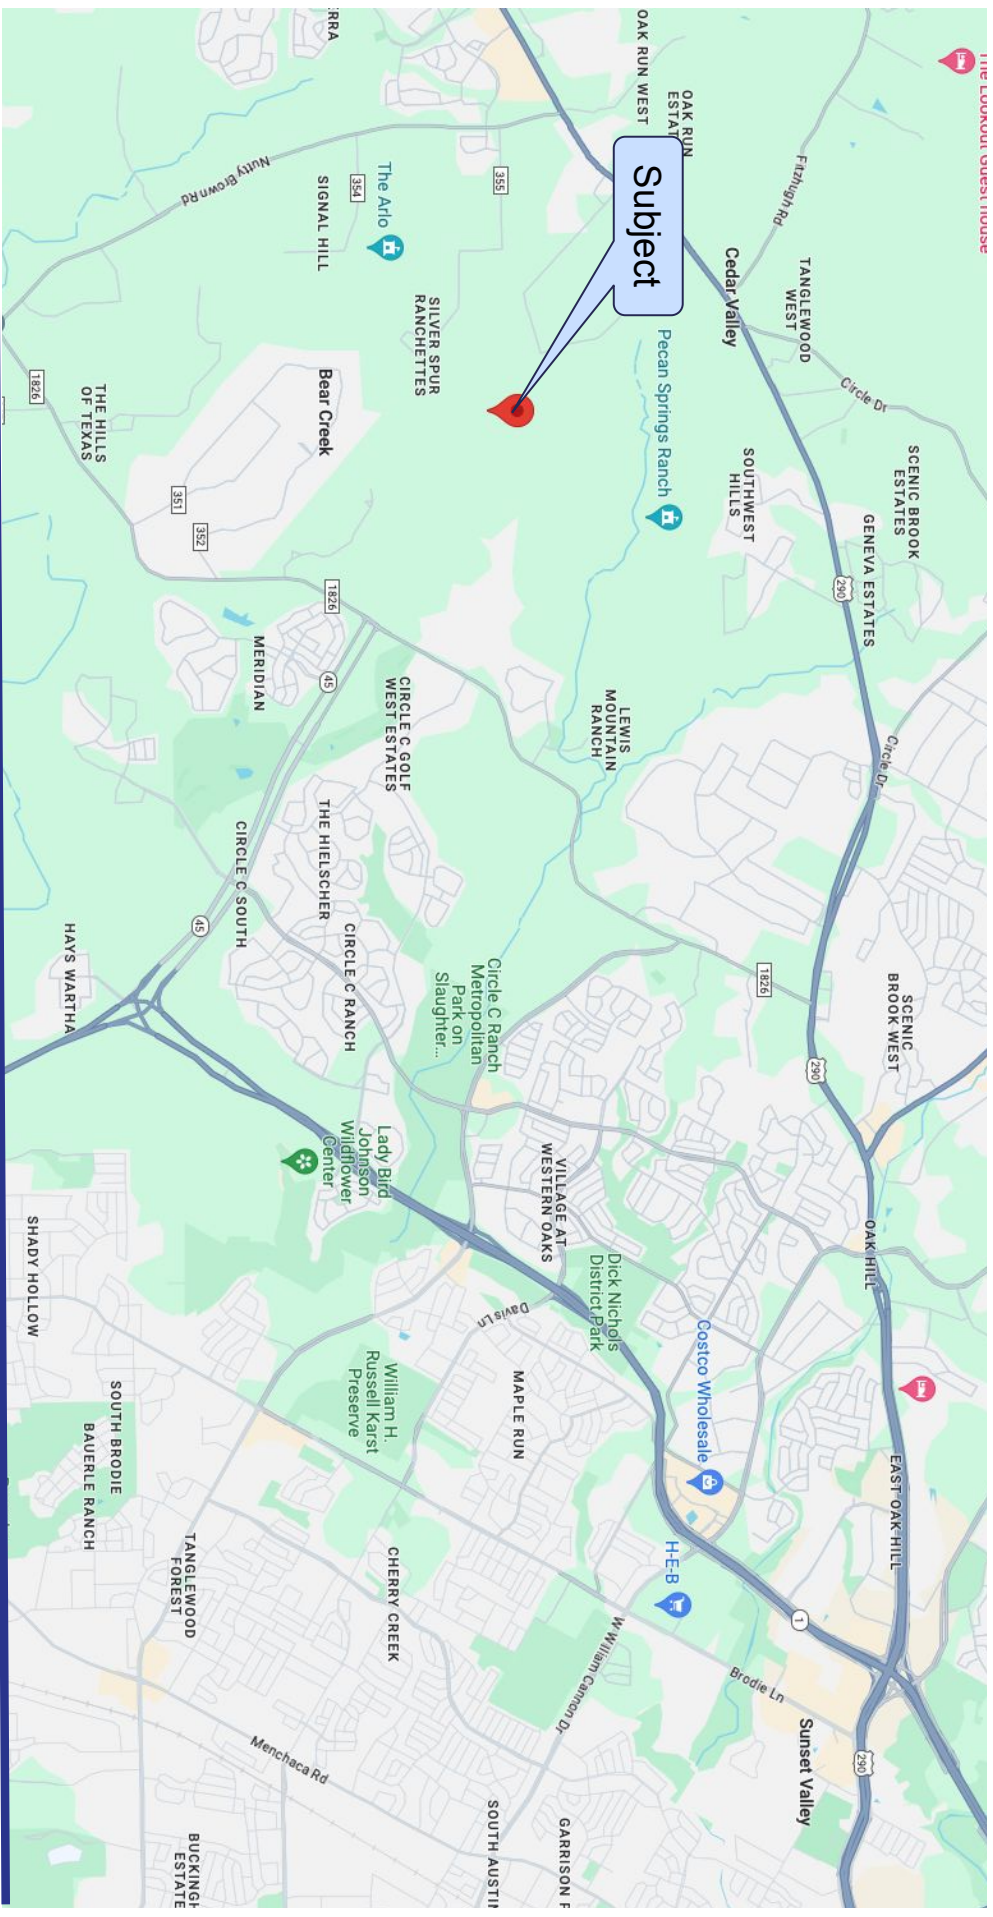 The Lookout Guest House
Fitzhugh Rd
OAK RUN WEST
OAK RUN
Subject
TANGLEWOOD
WEST
Cedar Valley
Circle Dr
SCENIC BROOK
ESTATES
GENEVA ESTATES
SOUTHWEST
HILLS
290
Pecan Springs Ranch
355
354
The Arlo
SIGNAL HILL
Nutty Brown Rd
SILVER SPUR
RANCHETTES
Bear Creek
THE HILLS
OF TEXAS
1826
351
352
1826
MERIDIAN
45
CIRCLE C GOLF
WEST ESTATES
LEWIS
MOUNTAIN
RANCH
Circle Dr
THE HIELSCHER
CIRCLE C SOUTH
CIRCLE C RANCH
45
HAYS WARTHA
Circle C Ranch
Metropolitan
Park on
Slaughter...
1826
SCENIC
BROOK WEST
290
Lady Bird
Johnson
Wildflower
Center
VILLAGE AT
WESTERN OAKS
OAK HILL
Dick Nichols
District Park
Davis Ln
Costco Wholesale
MAPLE RUN
William H.
Russell Karst
Preserve
SHADY HOLLOW
SOUTH BRODIE
BAUERLE RANCH
EAST OAK HILL
H-E-B
TANGLEWOOD
FOREST
CHERRY CREEK
W William Cannon Dr
1
Brodie Ln
Sunset Valley
290
Menchaca Rd
SOUTH AUSTIN
GARRISON P
BUCKINGH
ESTATE